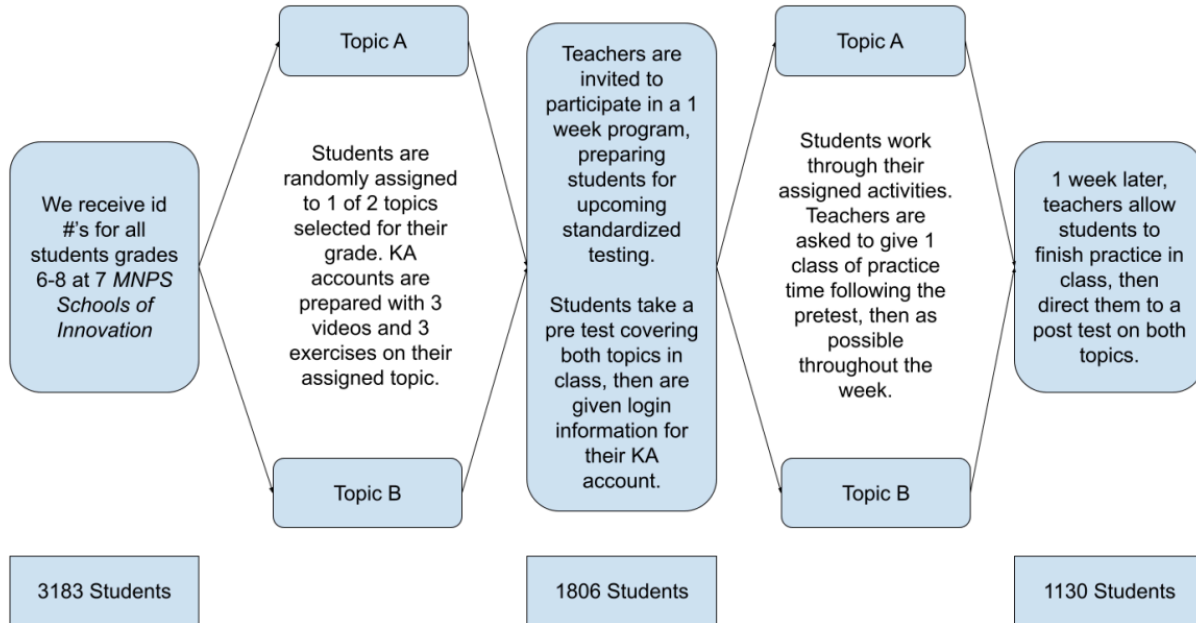 We receive id
#'s for all
students grades
6-8 at 7 MNPS
Schools of
Innovation
Topic A
Students are
randomly assigned
to 1 of 2 topics
selected for their
grade. KA
accounts are
prepared with 3
videos and 3
exercises on their
assigned topic.
Topic B
Teachers are
invited to
participate in a 1
week program,
preparing
students for
upcoming
standardized
testing.
Students take a
pre test covering
both topics in
class, then are
given login
information for
their KA
account.
Topic A
Students work
through their
assigned activities.
Teachers are
asked to give 1
class of practice
time following the
pretest, then as
possible
throughout the
week.
Topic B
1 week later,
teachers allow
students to
finish practice in
class, then
direct them to a
post test on both
topics.
3183 Students
1806 Students
1130 Students